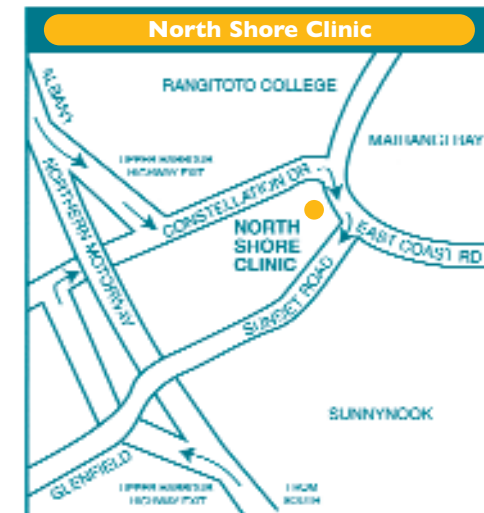 North Shore Clinic
ALBANY
RANGITOTO COLLEGE
MAIRANGI BAY
UPPER HARBOUR
HIGHWAY EXIT
NORTHERN MOTORWAY
CONSTELLATION DR
NORTH
SHORE
CLINIC
EAST COAST RD
SUNSET ROAD
SUNNYNOOK
GLENFIELD
UPPER HARBOUR
HIGHWAY EXIT
FROM
SOUTH